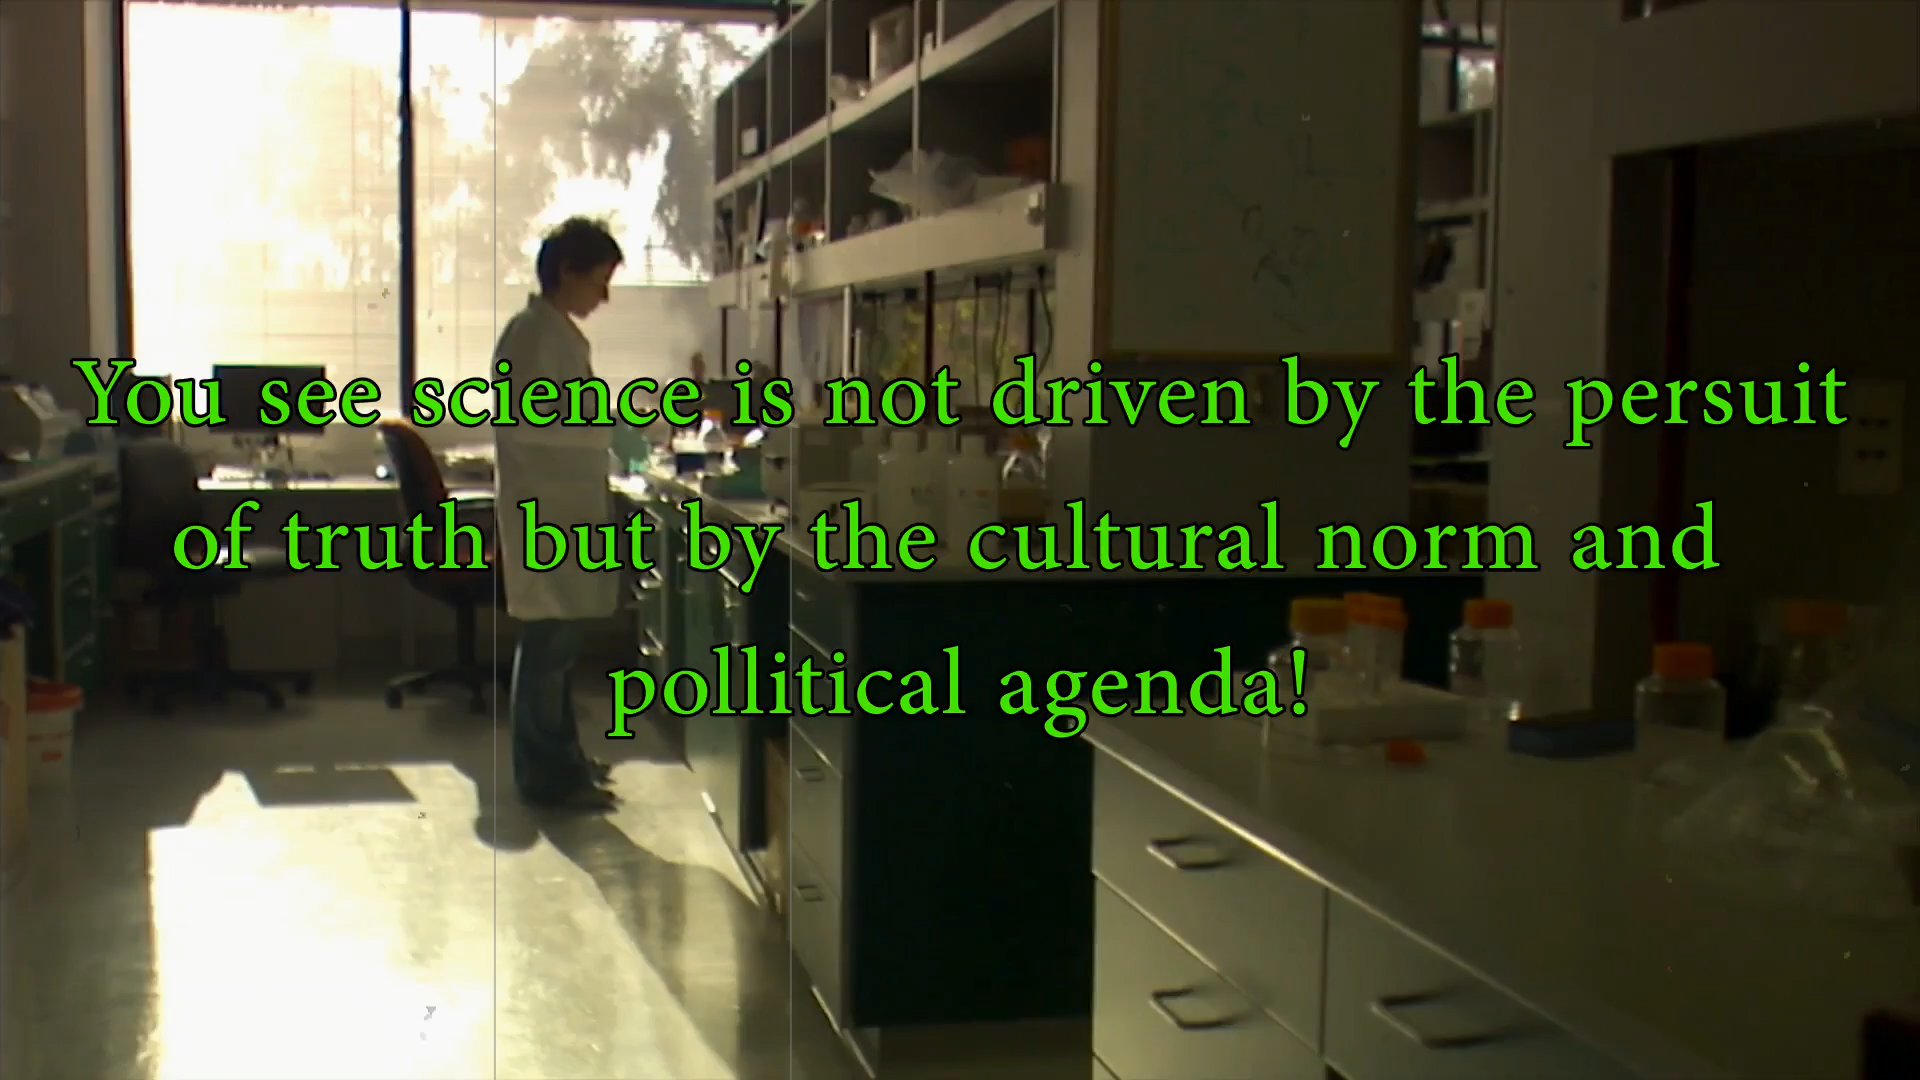 You see science is not driven by the persuit
of truth but by the cultural norm and
pollitical agenda!